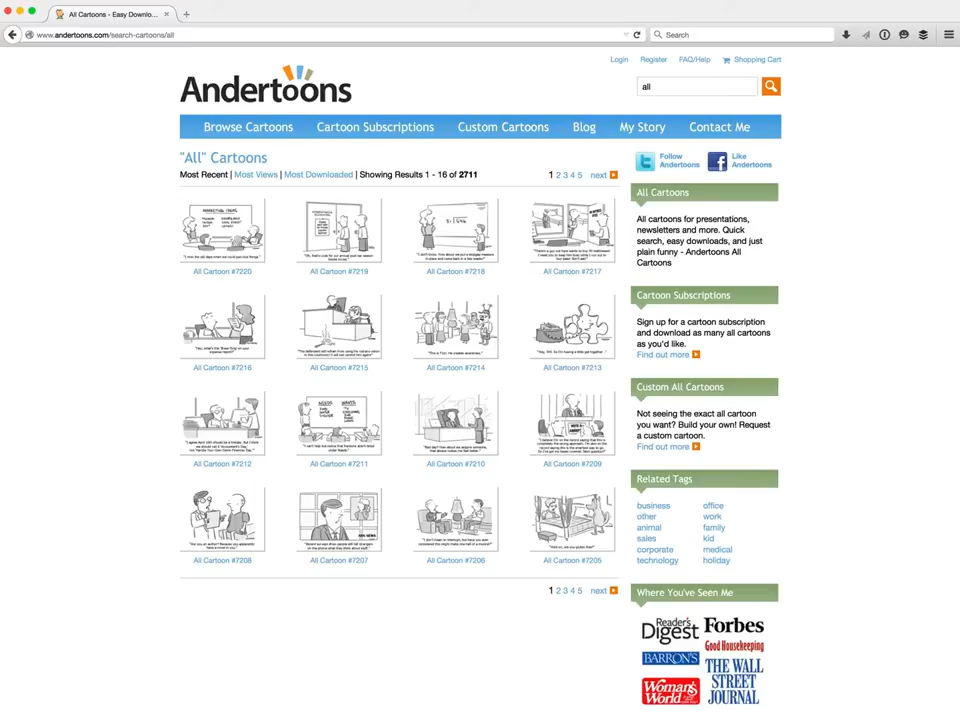 All Cartoons - Easy Downlo...
www.andertoons.com/search-cartoons/all
Search
Login Register FAQ/Help Shopping Cart
Andertoons
all
Browse Cartoons Cartoon Subscriptions Custom Cartoons Blog My Story Contact Me
"All" Cartoons
Most Recent | Most Views | Most Downloaded | Showing Results 1 - 16 of 2711
1 2 3 4 5 next
Follow Andertoons
Like Andertoons
All Cartoon #7220
All Cartoon #7219
All Cartoon #7218
All Cartoon #7217
All Cartoon #7216
All Cartoon #7215
All Cartoon #7214
All Cartoon #7213
All Cartoon #7212
All Cartoon #7211
All Cartoon #7210
All Cartoon #7209
All Cartoon #7208
All Cartoon #7207
All Cartoon #7206
All Cartoon #7205
1 2 3 4 5 next
All Cartoons
All cartoons for presentations,
newsletters and more. Quick
search, easy downloads, and just
plain funny - Andertoons All
Cartoons
Cartoon Subscriptions
Sign up for a cartoon subscription
and download as many all cartoons
as you'd like.
Find out more
Custom All Cartoons
Not seeing the exact all cartoon
you want? Build your own! Request
a custom cartoon.
Find out more
Related Tags
business office
other work
animal family
sales kid
corporate medical
technology holiday
Where You've Seen Me
Reader's Digest
Forbes
Good Housekeeping
BARRON'S
THE WALL STREET JOURNAL
Woman's World